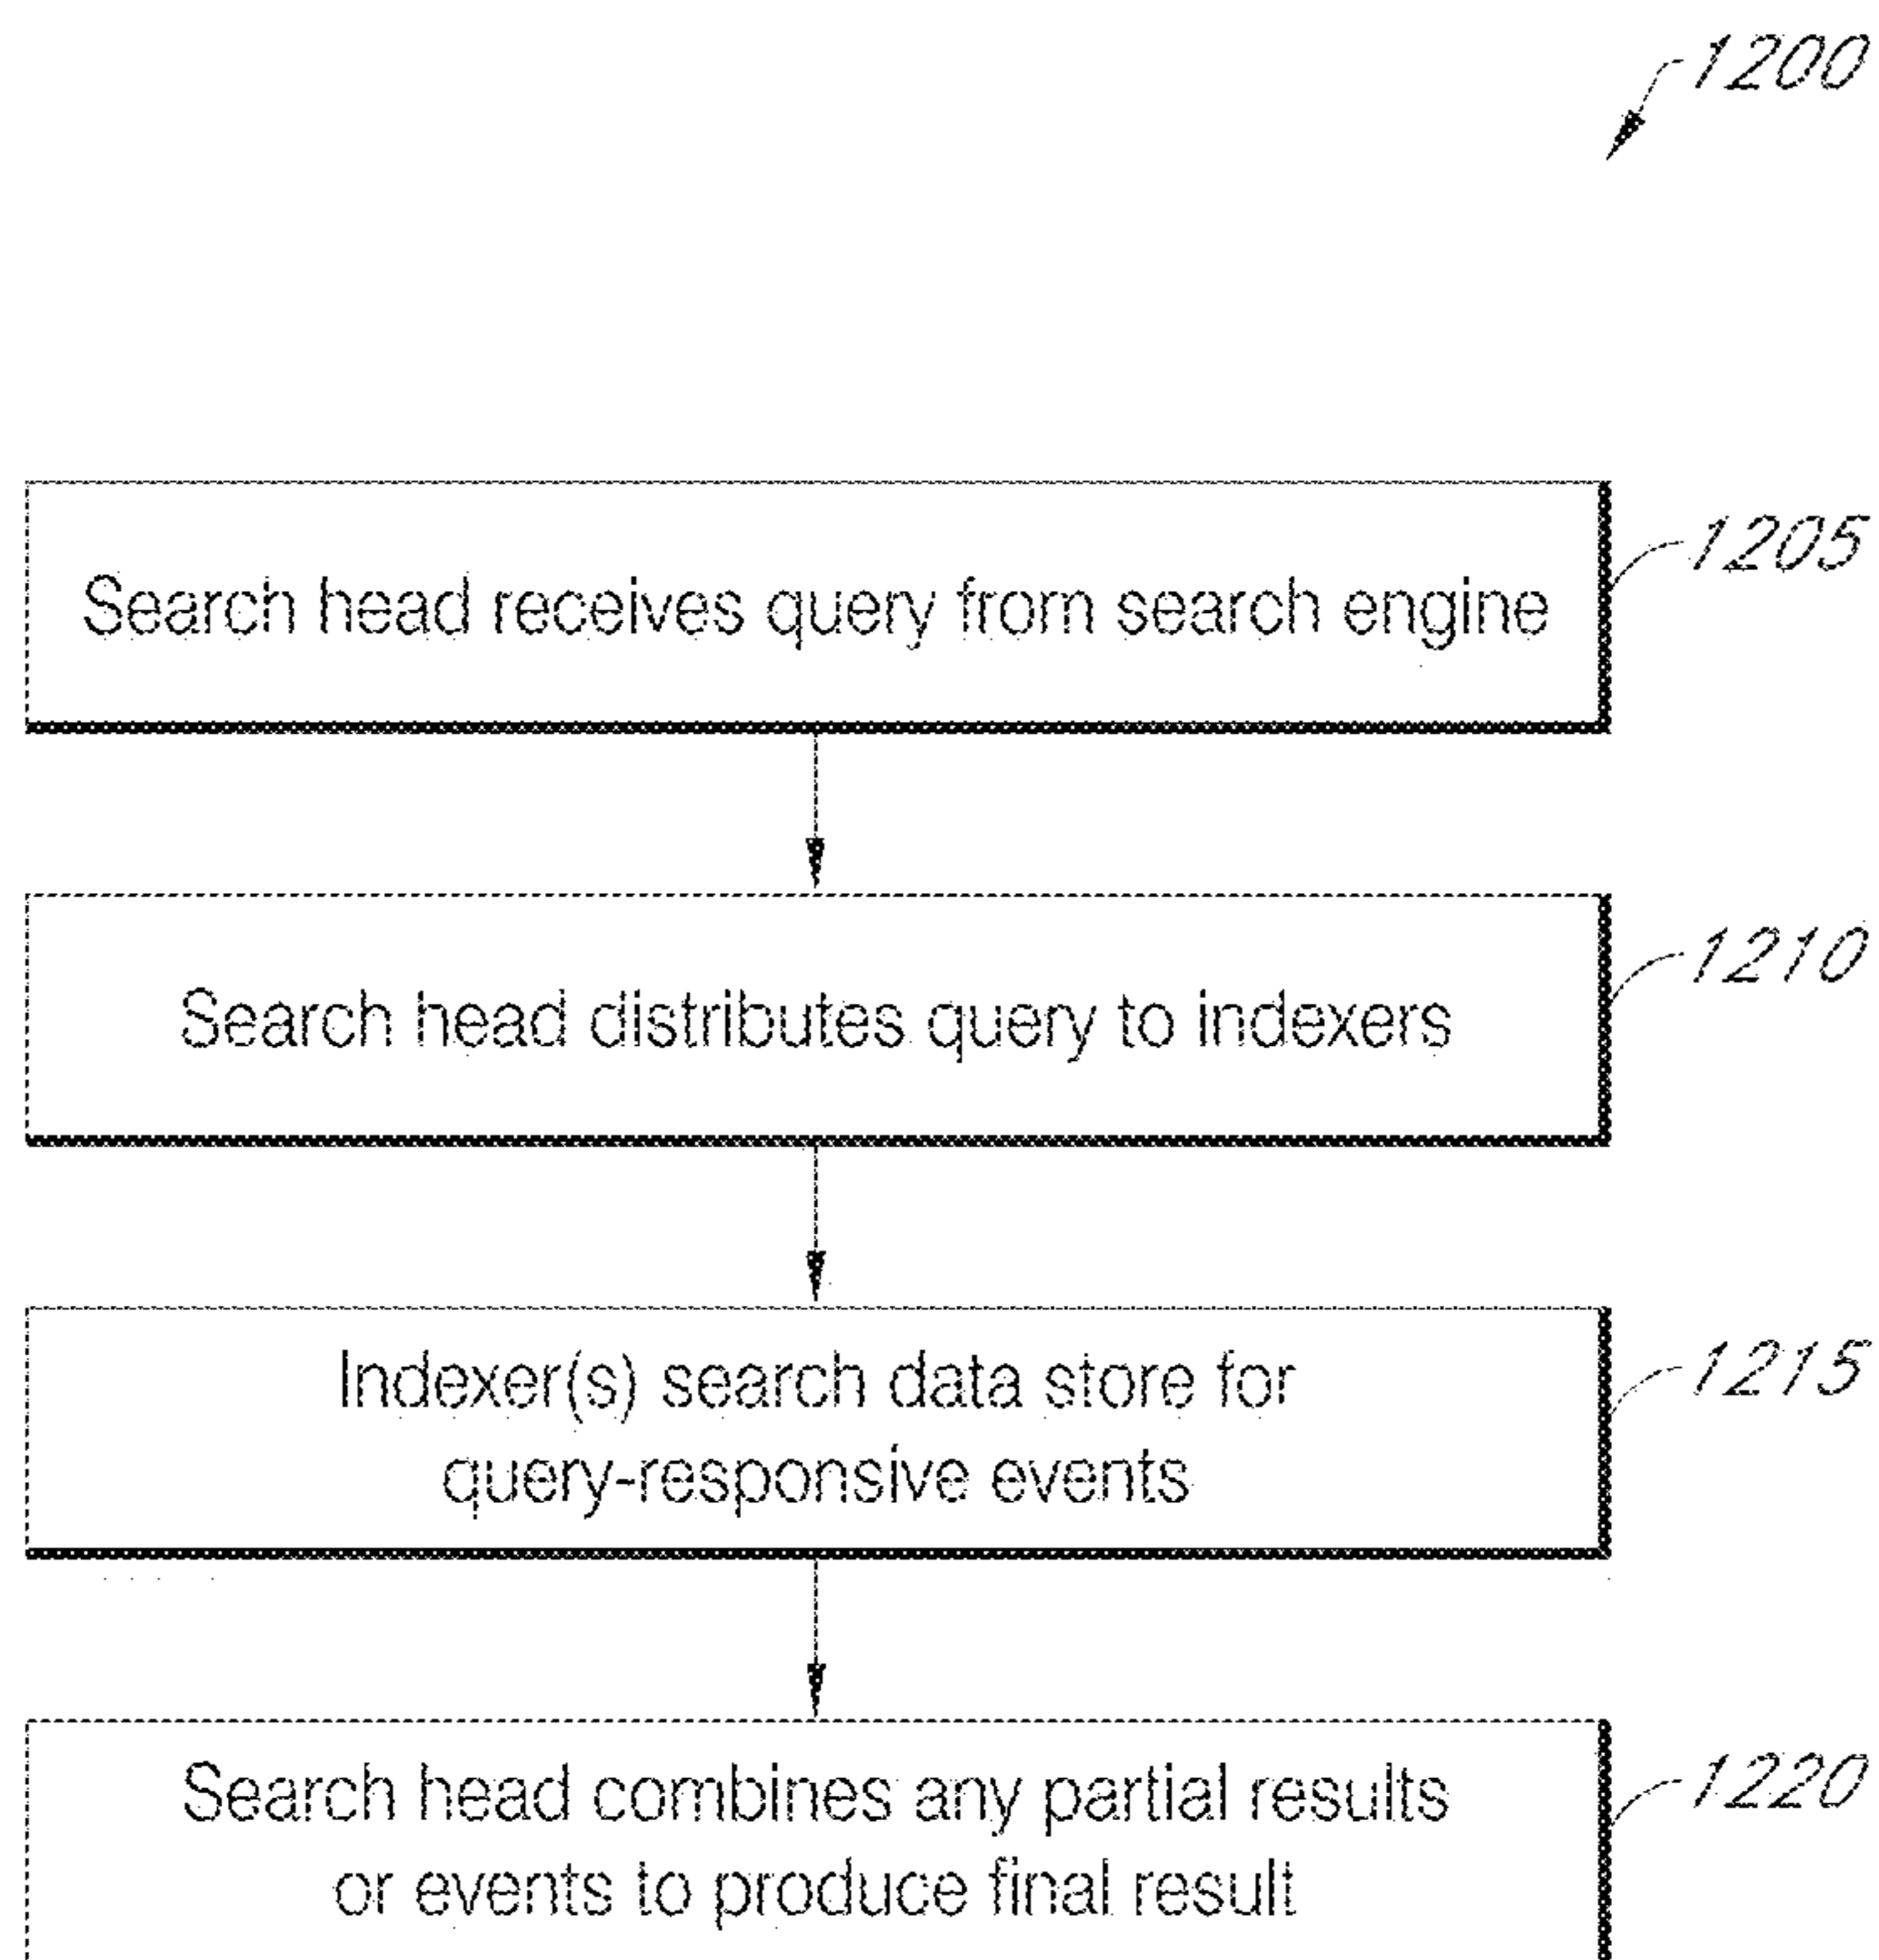 1200
Search head receives query from search engine
1205
Search head distributes query to indexers
1210
Indexer(s) search data store for
query-responsive events
1215
Search head combines any partial results
or events to produce final result
1220